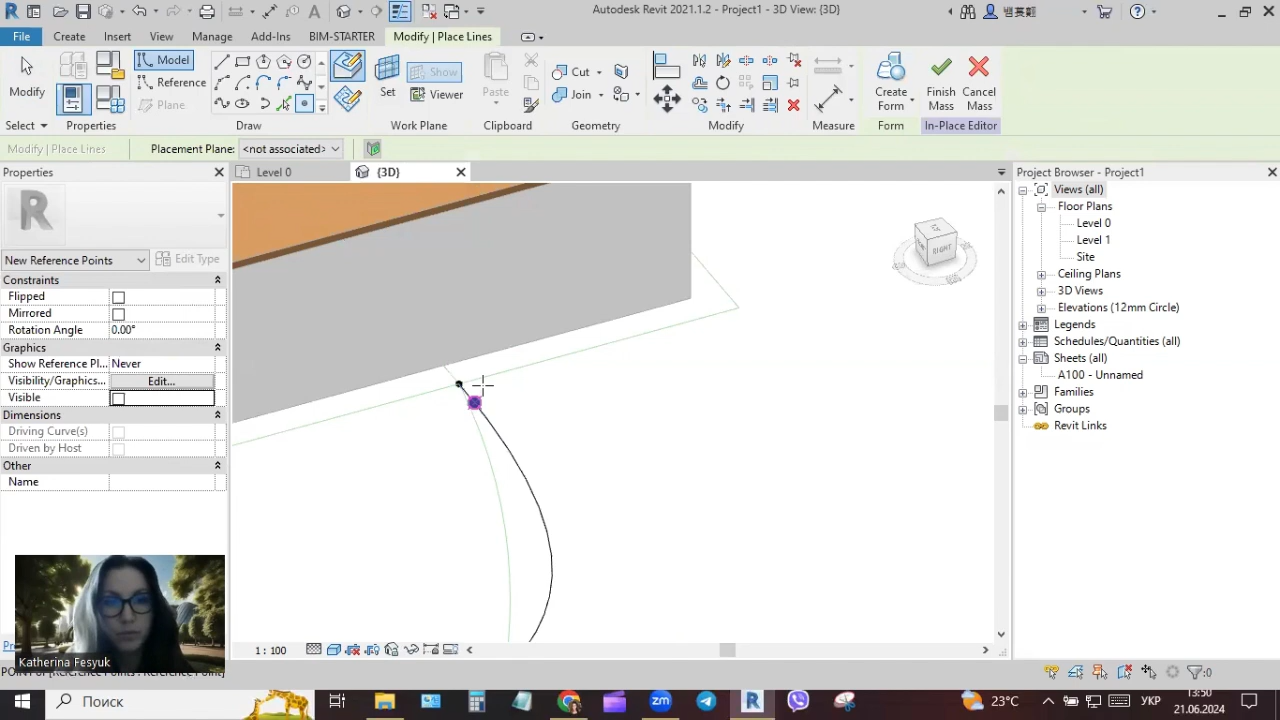 Autodesk Revit 2021.1.2 - Project1 - 3D View: {3D}
File Create Insert View Manage Add-Ins BIM-STARTER Modify | Place Lines
Modify
Select
Properties
Model
Reference
Plane
Draw
Set
Show
Viewer
Work Plane
Paste
Clipboard
Cut
Join
Geometry
Modify
Measure
Create
Form
Form
Finish
Mass
Cancel
Mass
In-Place Editor
Modify | Place Lines Placement Plane: <not associated>
Properties
New Reference Points Edit Type
Constraints
Flipped
Mirrored
Rotation Angle 0.00°
Graphics
Show Reference Pl... Never
Visibility/Graphics... Edit...
Visible
Dimensions
Driving Curve(s)
Driven by Host
Other
Name
Level 0 {3D}
RIGHT
Project Browser - Project1
Views (all)
Floor Plans
Level 0
Level 1
Site
Ceiling Plans
3D Views
Elevations (12mm Circle)
Legends
Schedules/Quantities (all)
Sheets (all)
A100 - Unnamed
Families
Groups
Revit Links
Katherina Fesyuk
1 : 100
:0
Поиск
zm
23°C
УКР
13:50
21.06.2024